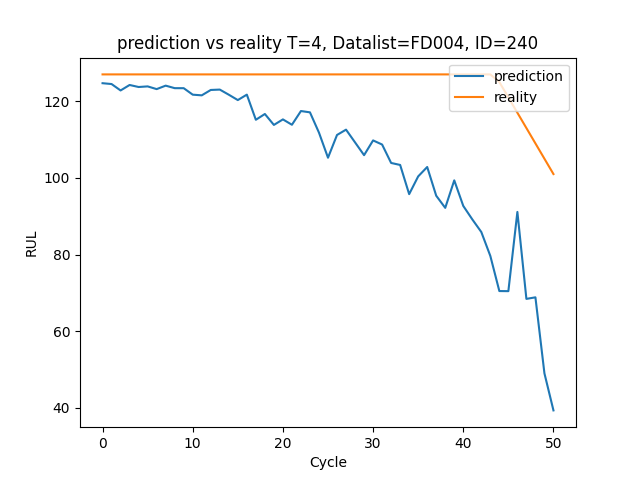 prediction vs reality T=4, Datalist=FD004, ID=240
prediction
reality
120
100
80
60
40
RUL
0 10 20 30 40 50
Cycle